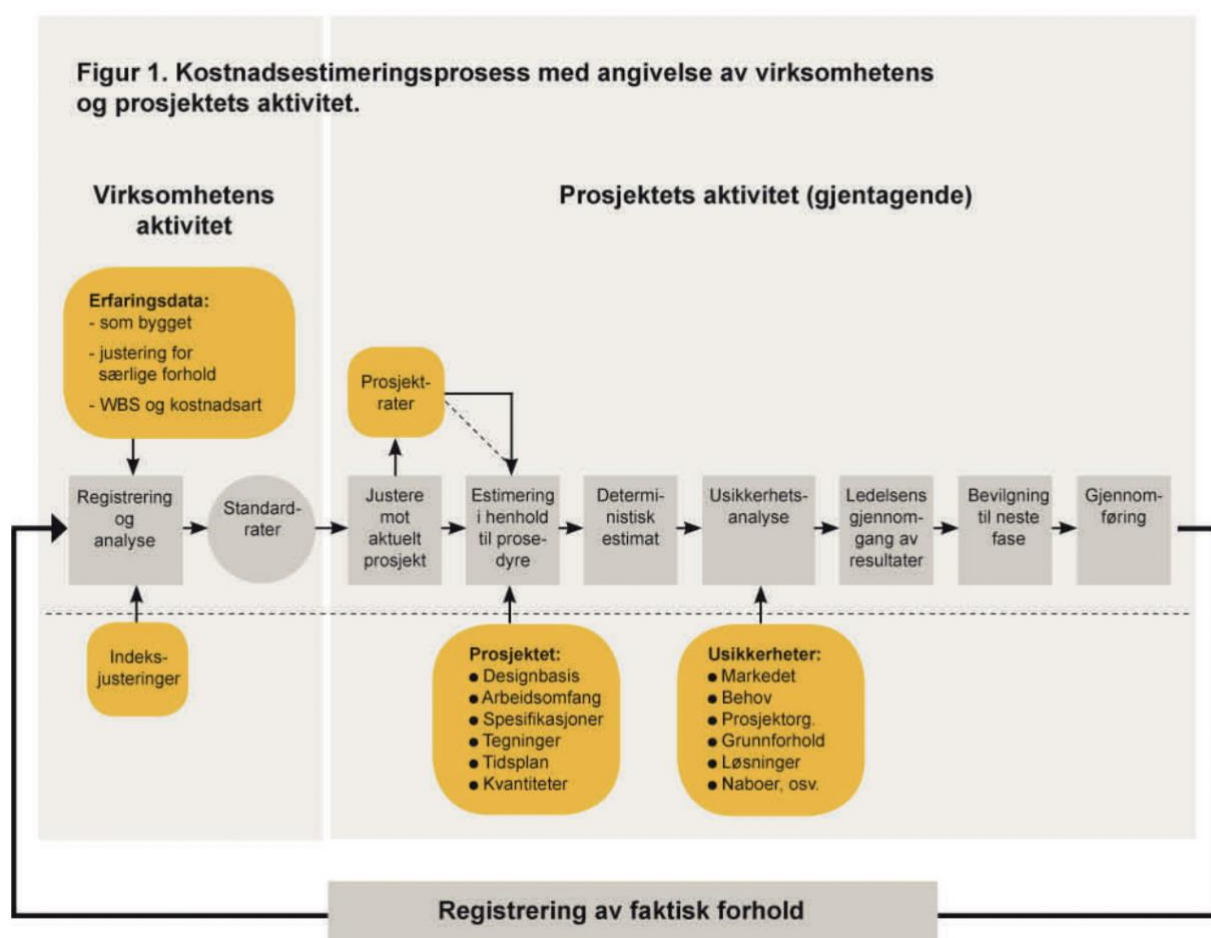 Figur 1. Kostnadsestimeringsprosess med angivelse av virksomhetens
og prosjektets aktivitet.
Virksomhetens
aktivitet
Prosjektets aktivitet (gjentagende)
Erfaringsdata:
- som bygget
- justering for
særlige forhold
- WBS og kostnadsart
Prosjekt-
rater
Registrering
og
analyse
Standard-
rater
Justere
mot
aktuelt
prosjekt
Estimering
i henhold
til prose-
dyre
Determi-
nistisk
estimat
Usikkerhets-
analyse
Ledelsens
gjennom-
gang av
resultater
Bevilgning
til neste
fase
Gjennom-
føring
Indeks-
justeringer
Prosjektet:
● Designbasis
● Arbeidsomfang
● Spesifikasjoner
● Tegninger
● Tidsplan
● Kvantiteter
Usikkerheter:
● Markedet
● Behov
● Prosjektorg.
● Grunnforhold
● Løsninger
● Naboer, osv.
Registrering av faktisk forhold